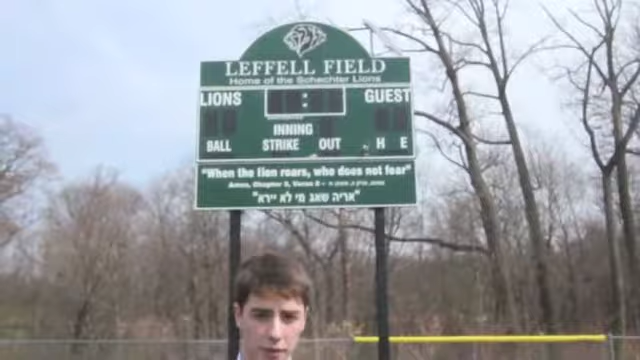 LEFFELL FIELD
Home of the Schechter Lions
LIONS GUEST
INNING
BALL STRIKE OUT H E
"When the lion roars, who does not fear"
Amos, Chapter 3, Verse 8 -
"אריה שאג מי לא יירא"